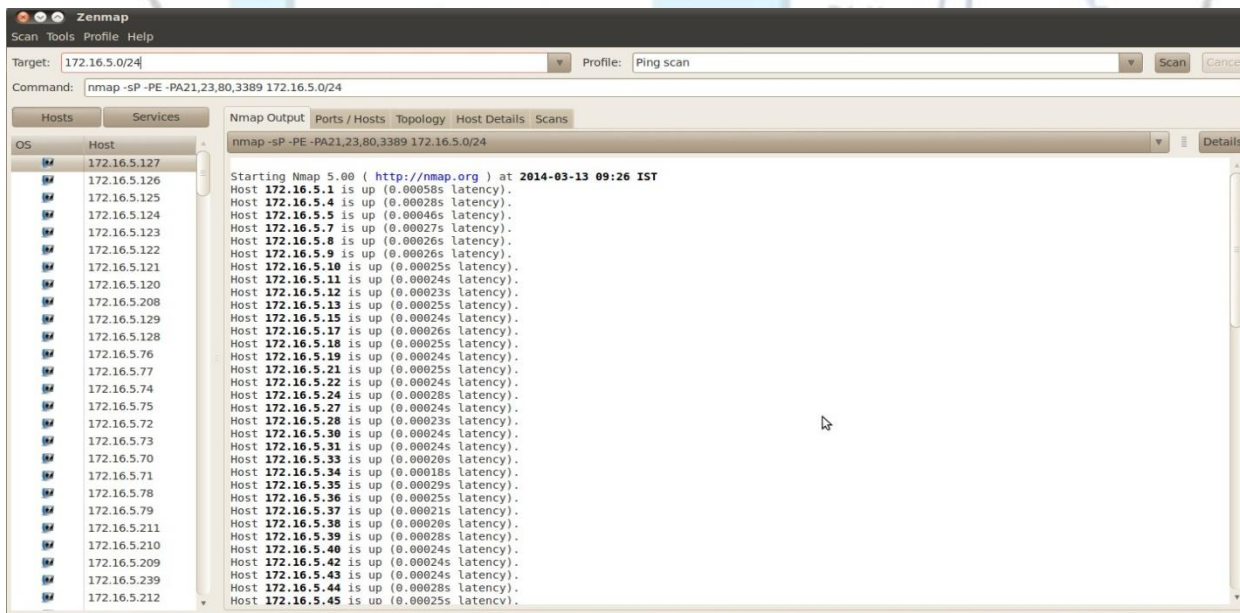 Zenmap
Scan Tools Profile Help
Target: 172.16.5.0/24 Profile: Ping scan Scan Cancel
Command: nmap -sP -PE -PA21,23,80,3389 172.16.5.0/24
Hosts Services
Nmap Output Ports / Hosts Topology Host Details Scans
OS Host
nmap -sP -PE -PA21,23,80,3389 172.16.5.0/24 Details
172.16.5.127
172.16.5.126
172.16.5.125
172.16.5.124
172.16.5.123
172.16.5.122
172.16.5.121
172.16.5.120
172.16.5.208
172.16.5.129
172.16.5.128
172.16.5.76
172.16.5.77
172.16.5.74
172.16.5.75
172.16.5.72
172.16.5.73
172.16.5.70
172.16.5.71
172.16.5.78
172.16.5.79
172.16.5.211
172.16.5.210
172.16.5.209
172.16.5.239
172.16.5.212
Starting Nmap 5.00 ( http://nmap.org ) at 2014-03-13 09:26 IST
Host 172.16.5.1 is up (0.00058s latency).
Host 172.16.5.4 is up (0.00028s latency).
Host 172.16.5.5 is up (0.00046s latency).
Host 172.16.5.7 is up (0.00027s latency).
Host 172.16.5.8 is up (0.00026s latency).
Host 172.16.5.9 is up (0.00026s latency).
Host 172.16.5.10 is up (0.00025s latency).
Host 172.16.5.11 is up (0.00024s latency).
Host 172.16.5.12 is up (0.00023s latency).
Host 172.16.5.13 is up (0.00025s latency).
Host 172.16.5.15 is up (0.00024s latency).
Host 172.16.5.17 is up (0.00026s latency).
Host 172.16.5.18 is up (0.00025s latency).
Host 172.16.5.19 is up (0.00024s latency).
Host 172.16.5.21 is up (0.00025s latency).
Host 172.16.5.22 is up (0.00024s latency).
Host 172.16.5.24 is up (0.00028s latency).
Host 172.16.5.27 is up (0.00024s latency).
Host 172.16.5.28 is up (0.00023s latency).
Host 172.16.5.30 is up (0.00024s latency).
Host 172.16.5.31 is up (0.00024s latency).
Host 172.16.5.33 is up (0.00020s latency).
Host 172.16.5.34 is up (0.00018s latency).
Host 172.16.5.35 is up (0.00029s latency).
Host 172.16.5.36 is up (0.00025s latency).
Host 172.16.5.37 is up (0.00021s latency).
Host 172.16.5.38 is up (0.00020s latency).
Host 172.16.5.39 is up (0.00028s latency).
Host 172.16.5.40 is up (0.00024s latency).
Host 172.16.5.42 is up (0.00024s latency).
Host 172.16.5.43 is up (0.00024s latency).
Host 172.16.5.44 is up (0.00028s latency).
Host 172.16.5.45 is up (0.00025s latency).